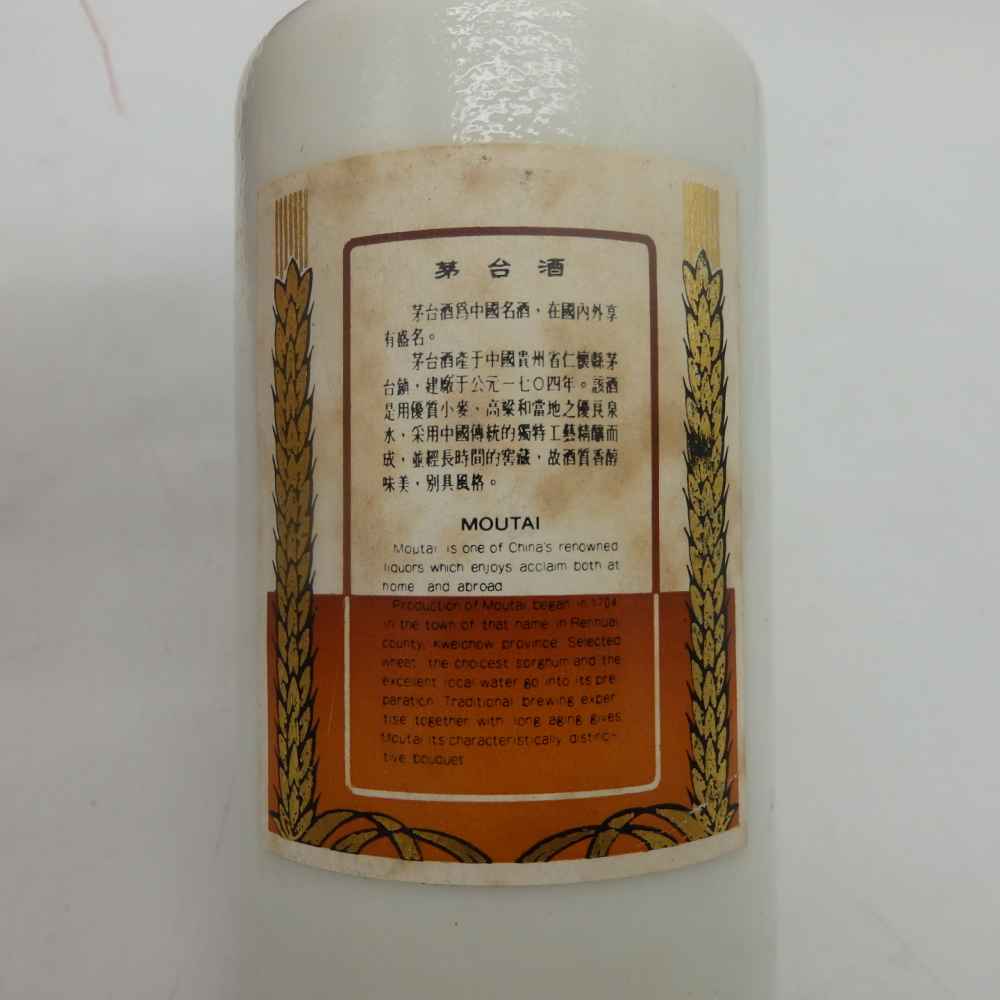 茅台酒
茅台酒爲中國名酒，在國內外享
有盛名。
茅台酒產于中國貴州省仁懷縣茅
台鎮，建廠于公元一七〇四年。該酒
是用優質小麥、高粱和當地之優良泉
水，采用中國傳統的獨特工藝精釀而
成，並經長時間的窖藏，故酒質香醇
味美，別具風格。
MOUTAI
Moutai is one of China's renowned
liquors which enjoys acclaim both at
home and abroad
Production of Moutai began in 1704
in the town of that name in Renhuai
county, Kweichow province. Selected
wheat, the choicest sorghum and the
excellent local water go into its pre-
paration. Traditional brewing exper-
tise together with long aging gives
Moutai its characteristically distinc-
tive bouquet